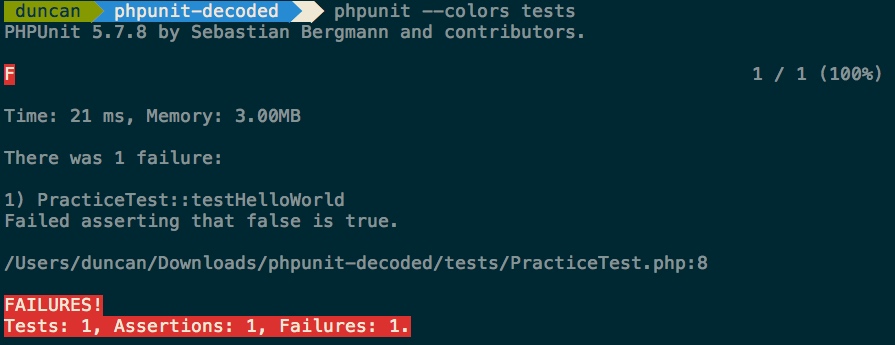 duncan phpunit-decoded phpunit --colors tests
PHPUnit 5.7.8 by Sebastian Bergmann and contributors.
F 1 / 1 (100%)
Time: 21 ms, Memory: 3.00MB
There was 1 failure:
1) PracticeTest::testHelloWorld
Failed asserting that false is true.
/Users/duncan/Downloads/phpunit-decoded/tests/PracticeTest.php:8
FAILURES!
Tests: 1, Assertions: 1, Failures: 1.